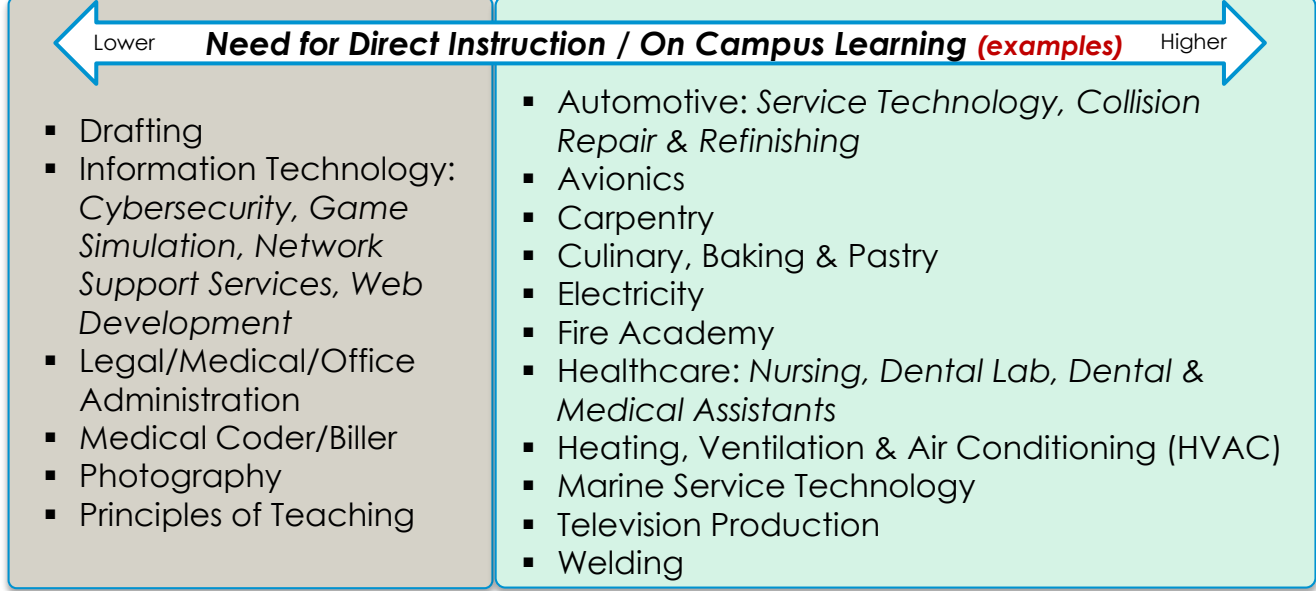 Lower Need for Direct Instruction / On Campus Learning (examples) Higher
▪ Drafting
▪ Information Technology:
Cybersecurity, Game
Simulation, Network
Support Services, Web
Development
▪ Legal/Medical/Office
Administration
▪ Medical Coder/Biller
▪ Photography
▪ Principles of Teaching
▪ Automotive: Service Technology, Collision
Repair & Refinishing
▪ Avionics
▪ Carpentry
▪ Culinary, Baking & Pastry
▪ Electricity
▪ Fire Academy
▪ Healthcare: Nursing, Dental Lab, Dental &
Medical Assistants
▪ Heating, Ventilation & Air Conditioning (HVAC)
▪ Marine Service Technology
▪ Television Production
▪ Welding